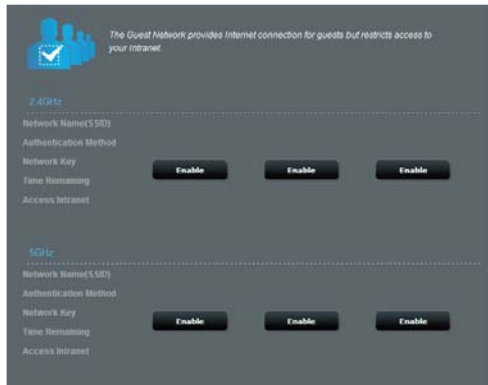 The Guest Network provides Internet connection for guests but restricts access to
your Intranet.
2.4GHz
Network Name(SSID)
Authentication Method
Network Key
Enable Enable Enable
Time Remaining
Access Intranet
5GHz
Network Name(SSID)
Authentication Method
Network Key
Enable Enable Enable
Time Remaining
Access Intranet